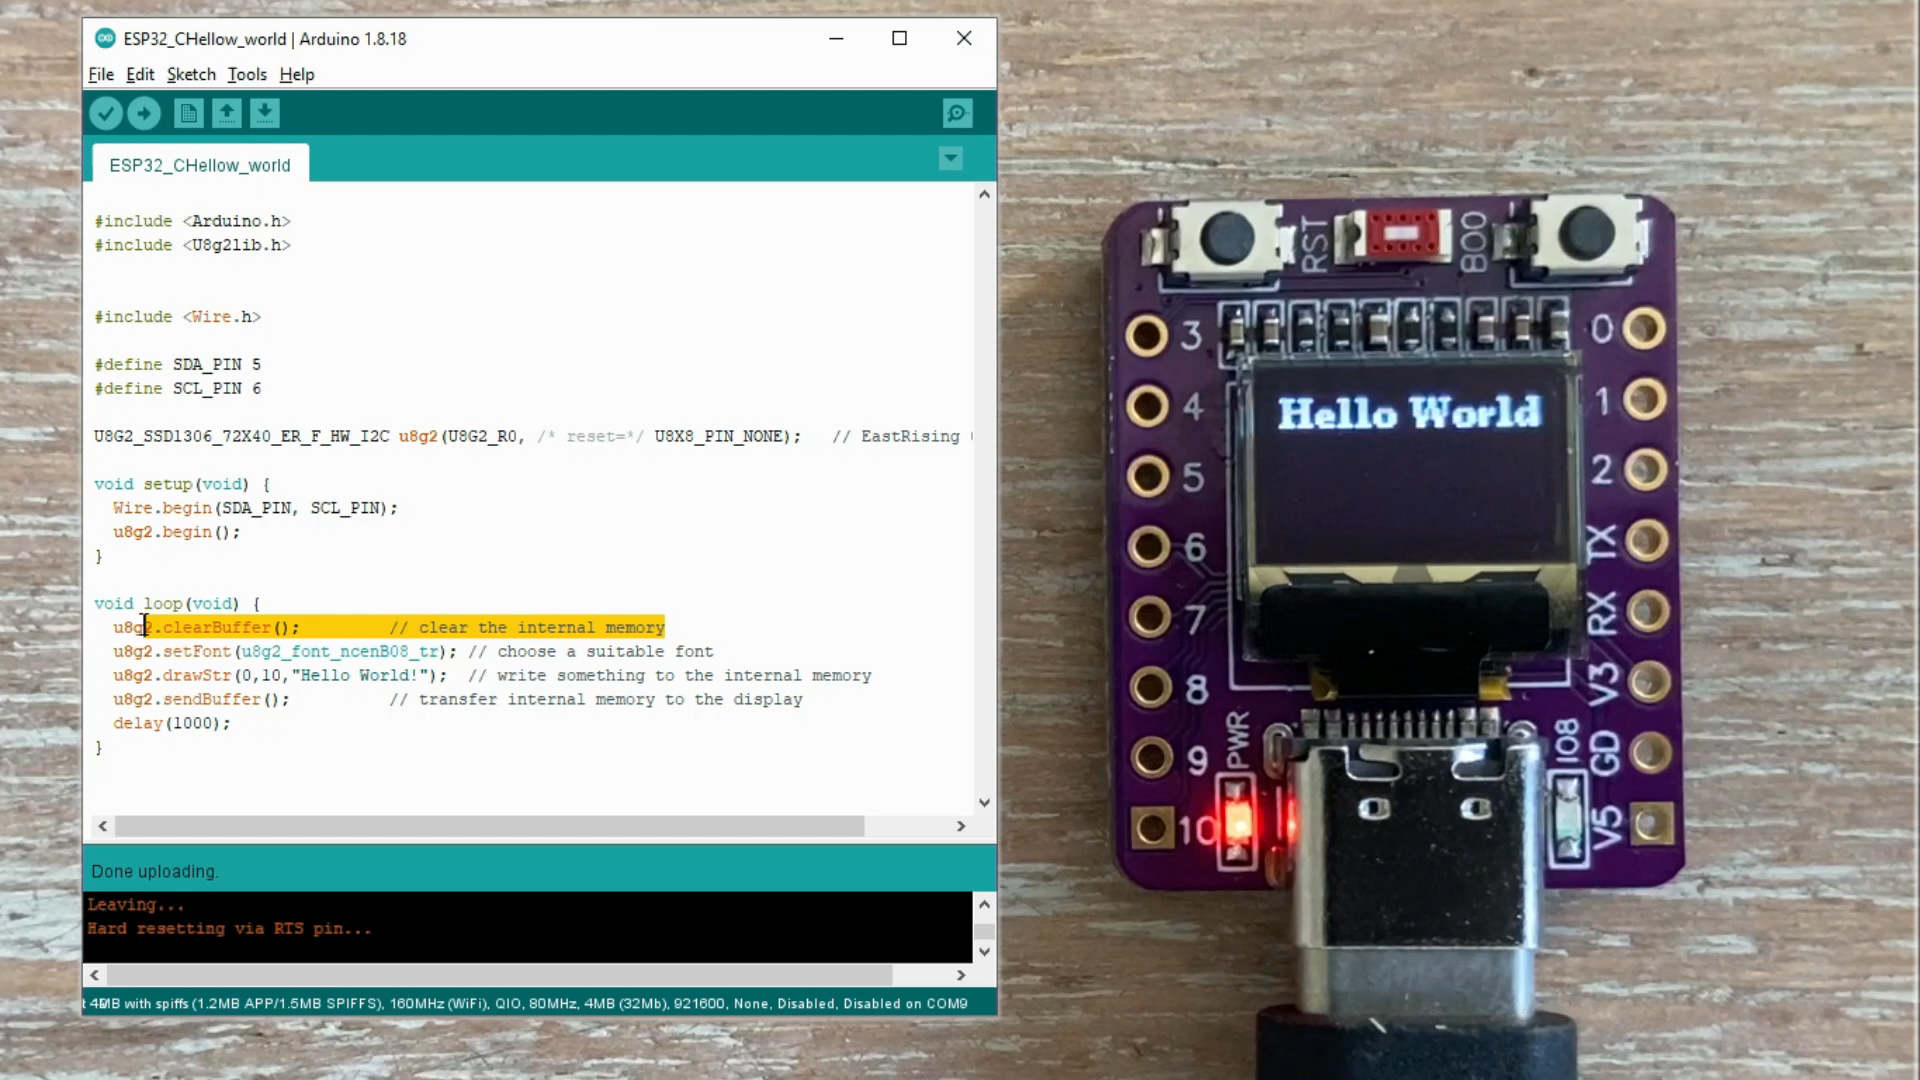 ESP32_CHellow_world | Arduino 1.8.18
File Edit Sketch Tools Help
ESP32_CHellow_world
#include <Arduino.h>
#include <U8g2lib.h>
#include <Wire.h>
#define SDA_PIN 5
#define SCL_PIN 6
U8G2_SSD1306_72X40_ER_F_HW_I2C u8g2(U8G2_R0, /* reset=*/ U8X8_PIN_NONE);   // EastRising
void setup(void) {
Wire.begin(SDA_PIN, SCL_PIN);
u8g2.begin();
}
void loop(void) {
u8g2.clearBuffer();         // clear the internal memory
u8g2.setFont(u8g2_font_ncenB08_tr); // choose a suitable font
u8g2.drawStr(0,10,"Hello World!");  // write something to the internal memory
u8g2.sendBuffer();          // transfer internal memory to the display
delay(1000);
}
Done uploading.
Leaving...
Hard resetting via RTS pin...
4MB with spiffs (1.2MB APP/1.5MB SPIFFS), 160MHz (WiFi), QIO, 80MHz, 4MB (32Mb), 921600, None, Disabled, Disabled on COM9
RST
BOO
3
0
Hello World
4
1
5
2
6
TX
7
RX
8
V3
PWR
IO8
9
GD
10
V5